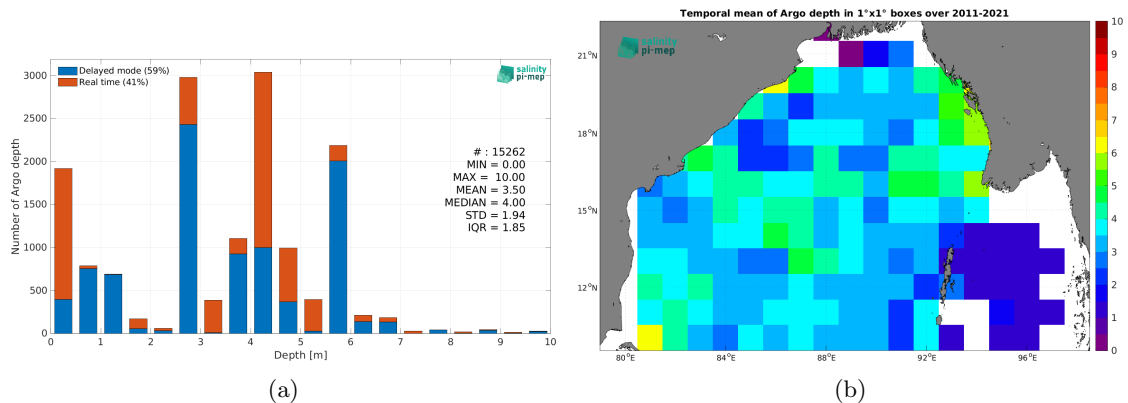 Delayed mode (59%)
Real time (41%)
salinity
pi-mep
# : 15262
MIN = 0.00
MAX = 10.00
MEAN = 3.50
MEDIAN = 4.00
STD = 1.94
IQR = 1.85
Number of Argo depth
3000
2500
2000
1500
1000
500
0
0 1 2 3 4 5 6 7 8 9 10
Depth [m]
(a)
Temporal mean of Argo depth in 1°x1° boxes over 2011-2021
salinity
pi-mep
21°N
18°N
15°N
12°N
80°E 84°E 88°E 92°E 96°E
10
9
8
7
6
5
4
3
2
1
0
(b)